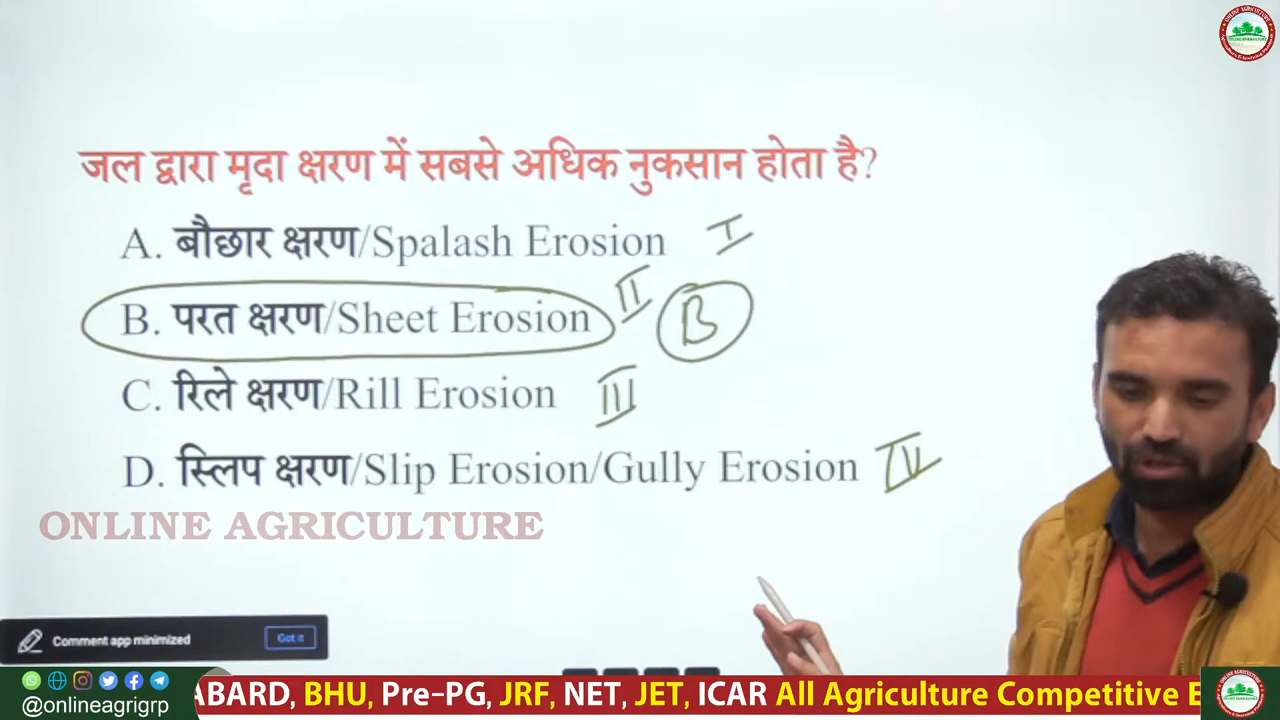 जल द्वारा मृदा क्षरण में सबसे अधिक नुकसान होता है?
A. बौछार क्षरण/Spalash Erosion I
B. परत क्षरण/Sheet Erosion II B
C. रिले क्षरण/Rill Erosion III
D. स्लिप क्षरण/Slip Erosion/Gully Erosion IV
ONLINE AGRICULTURE
Comment app minimized Got it
ABARD, BHU, Pre-PG, JRF, NET, JET, ICAR All Agriculture Competitive E
@onlineagrigrp